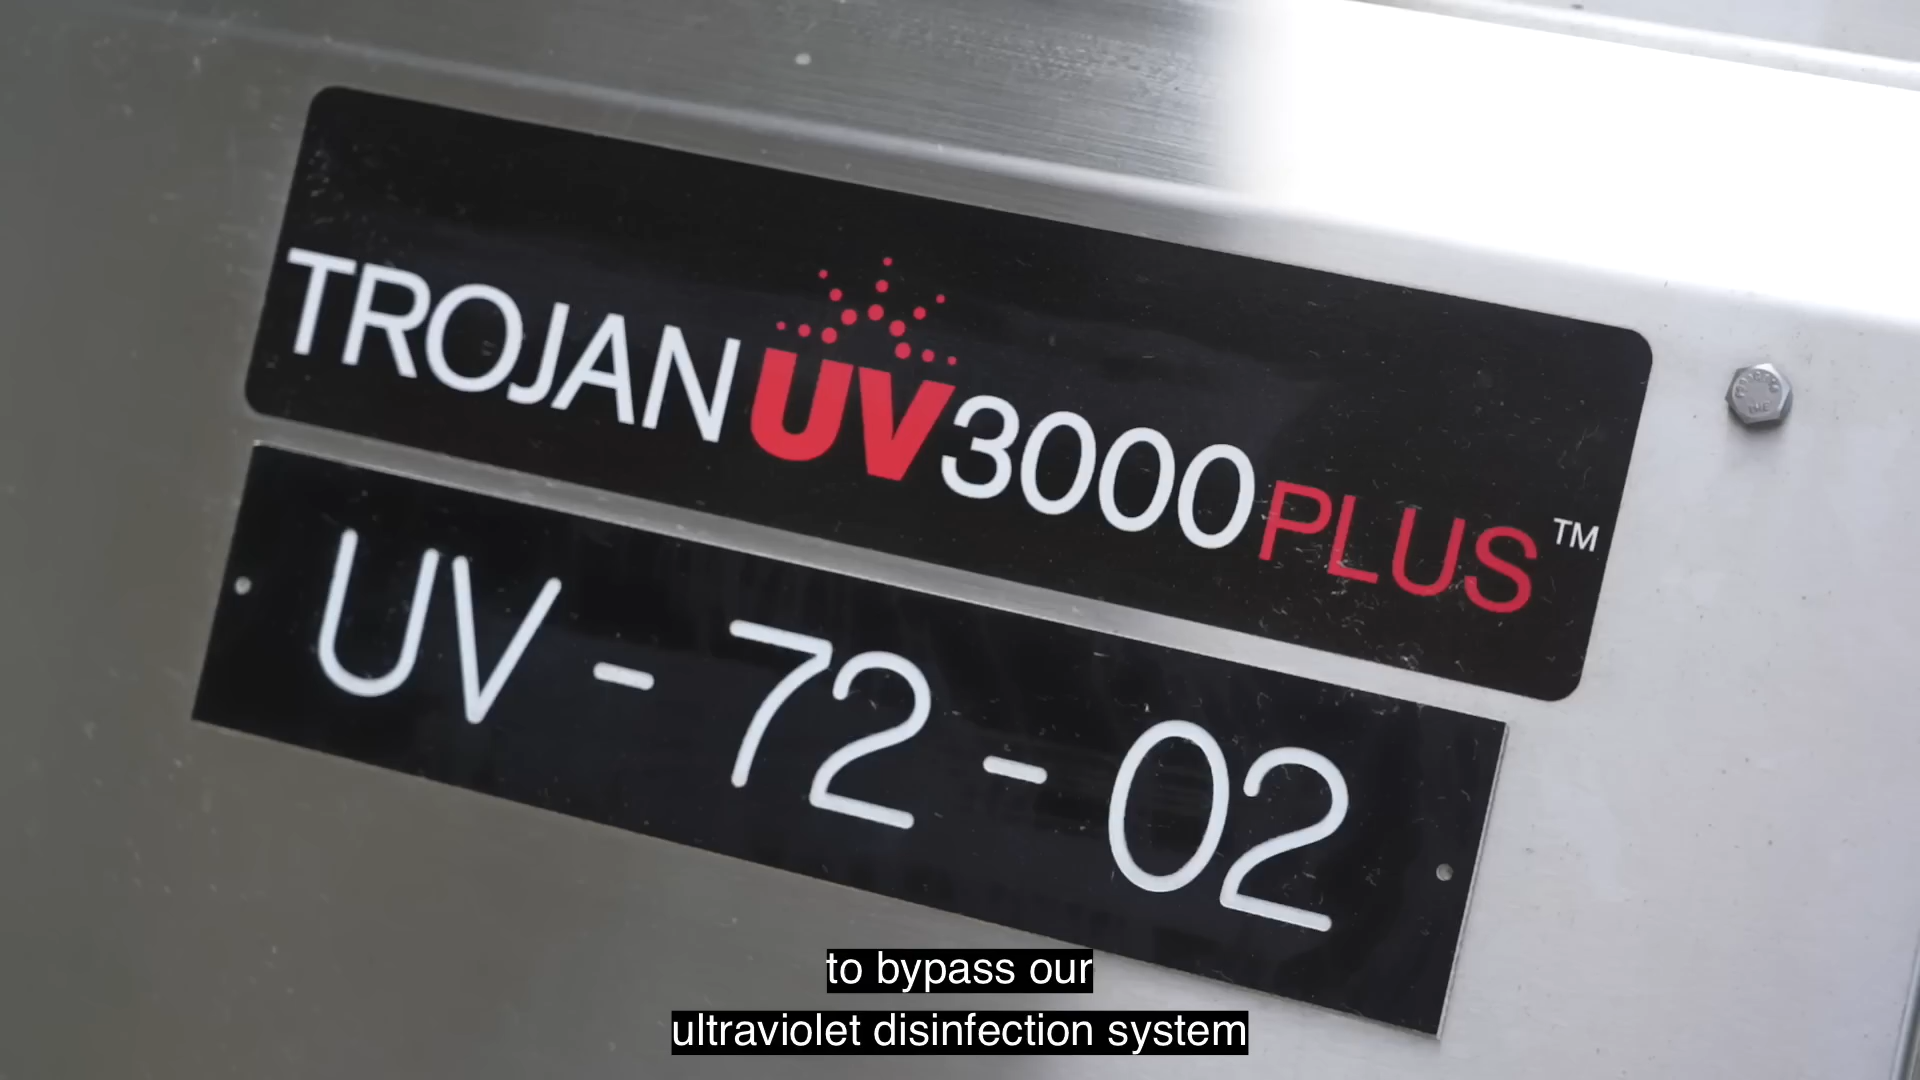 TROJANUV3000PLUS™
UV-72-02
to bypass our
ultraviolet disinfection system